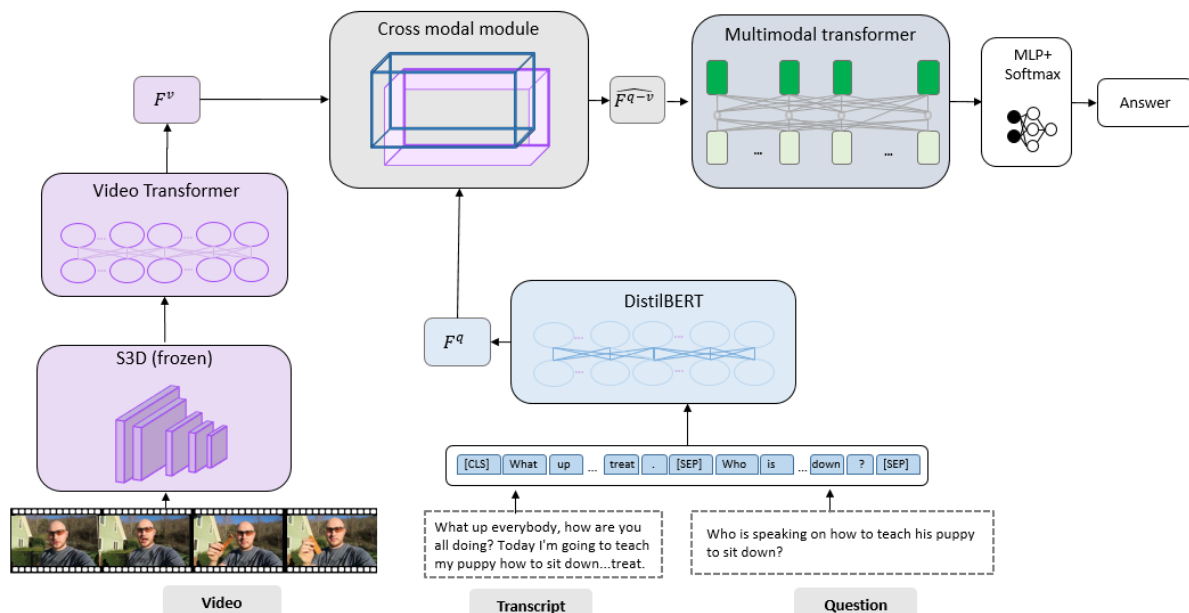 Cross modal module
Multimodal transformer
... ...
MLP+
Softmax
Answer
F^v
\widehat{F^{q-v}}
Video Transformer
... ...
... ...
DistilBERT
... ...
... ...
F^q
S3D (frozen)
[CLS] What up ... treat . [SEP] Who is ... down ? [SEP]
What up everybody, how are you
all doing? Today I'm going to teach
my puppy how to sit down...treat.
Who is speaking on how to teach his puppy
to sit down?
Video
Transcript
Question